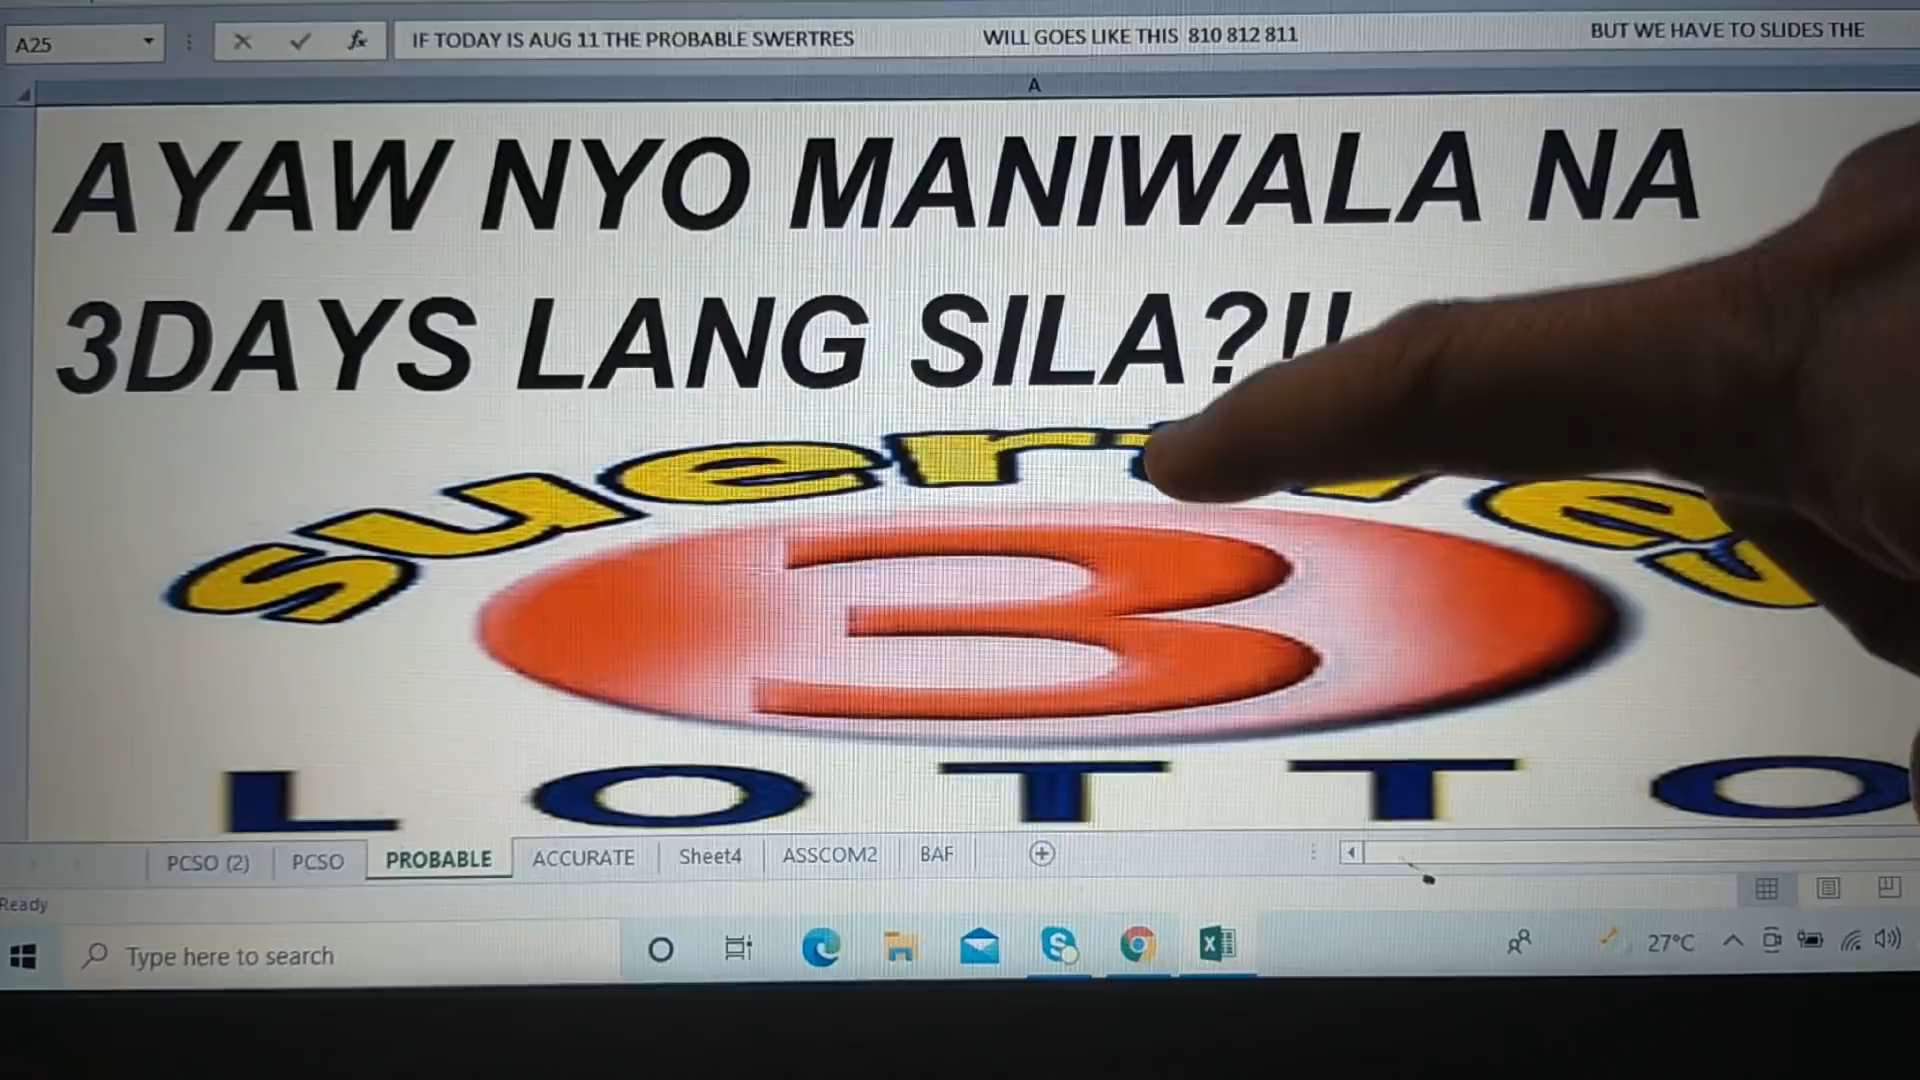 A25
IF TODAY IS AUG 11 THE PROBABLE SWERTRES WILL GOES LIKE THIS 810 812 811 BUT WE HAVE TO SLIDES THE
A
AYAW NYO MANIWALA NA
3DAYS LANG SILA?!!
suertres
3
LOTTO
PCSO (2) PCSO PROBABLE ACCURATE Sheet4 ASSCOM2 BAF
Ready
Type here to search
27°C